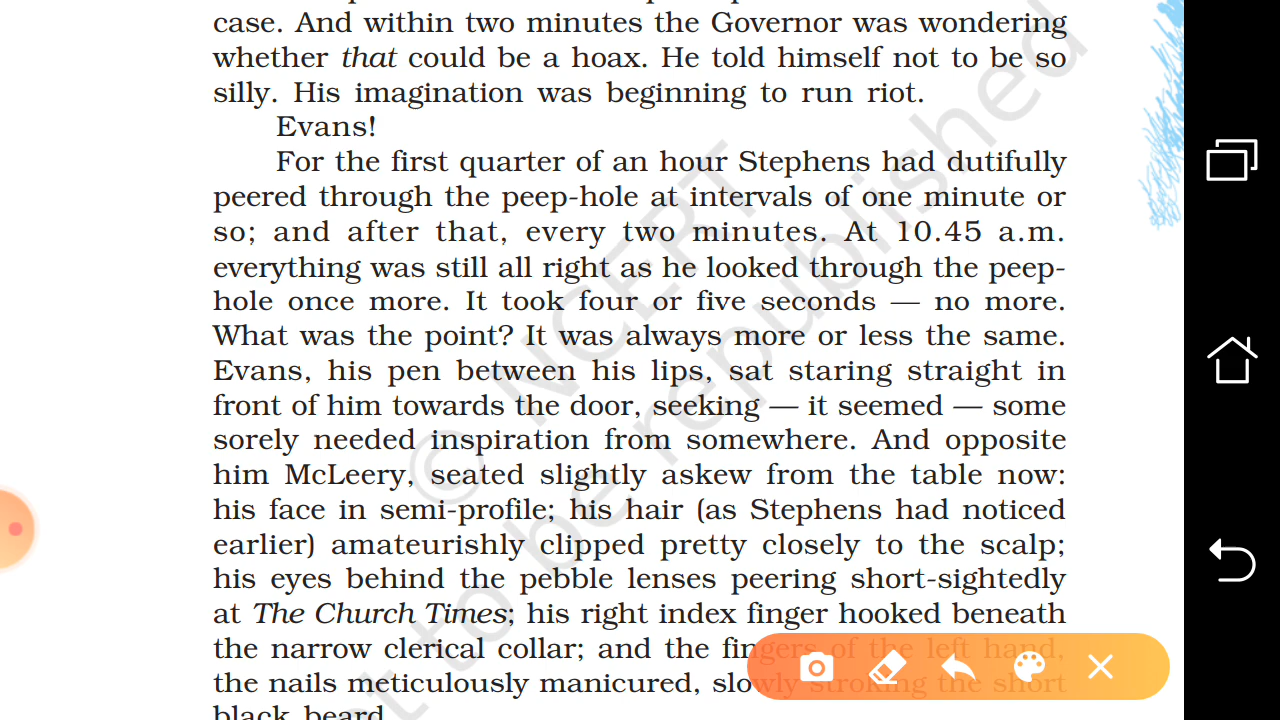 case. And within two minutes the Governor was wondering
whether that could be a hoax. He told himself not to be so
silly. His imagination was beginning to run riot.
Evans!
For the first quarter of an hour Stephens had dutifully
peered through the peep-hole at intervals of one minute or
so; and after that, every two minutes. At 10.45 a.m.
everything was still all right as he looked through the peep-
hole once more. It took four or five seconds — no more.
What was the point? It was always more or less the same.
Evans, his pen between his lips, sat staring straight in
front of him towards the door, seeking — it seemed — some
sorely needed inspiration from somewhere. And opposite
him McLeery, seated slightly askew from the table now:
his face in semi-profile; his hair (as Stephens had noticed
earlier) amateurishly clipped pretty closely to the scalp;
his eyes behind the pebble lenses peering short-sightedly
at The Church Times; his right index finger hooked beneath
the narrow clerical collar; and the fingers of the left hand,
the nails meticulously manicured, slowly stroking the short
black beard
© NCERT
not to be republished